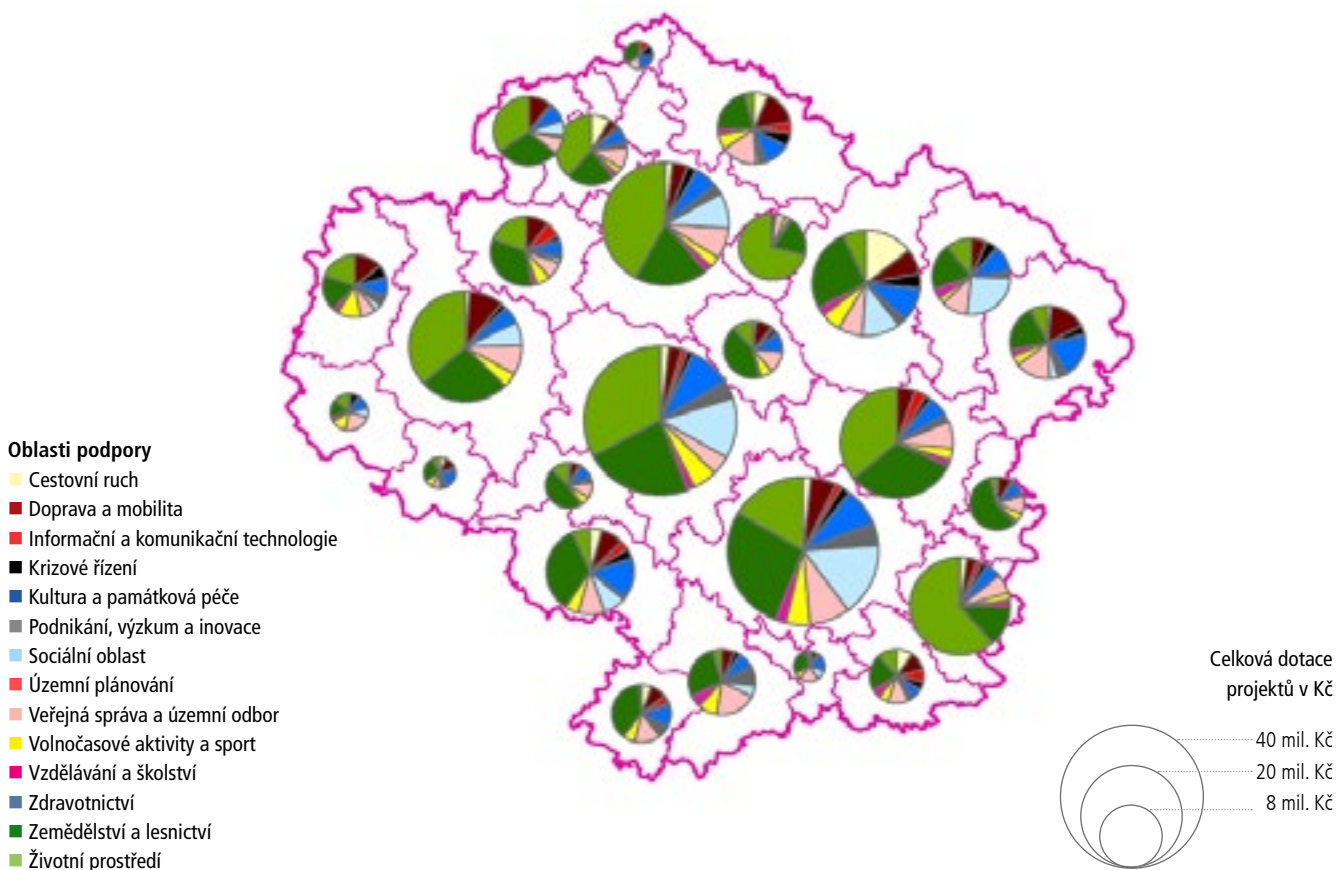 Oblasti podpory
Cestovní ruch
Doprava a mobilita
Informační a komunikační technologie
Krizové řízení
Kultura a památková péče
Podnikání, výzkum a inovace
Sociální oblast
Územní plánování
Veřejná správa a územní odbor
Volnočasové aktivity a sport
Vzdělávání a školství
Zdravotnictví
Zemědělství a lesnictví
Životní prostředí
Celková dotace
projektů v Kč
40 mil. Kč
20 mil. Kč
8 mil. Kč